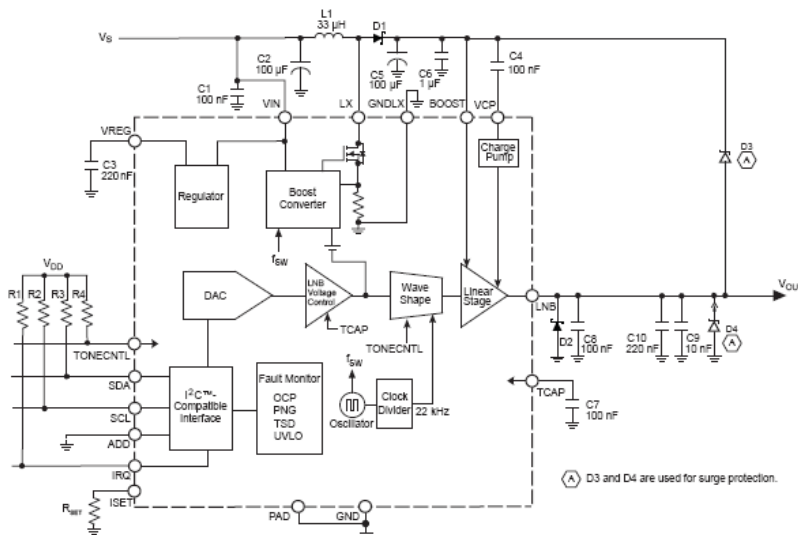 L1
33 µH
D1
VS
C2
100 µF
C1
100 nF
C5
100 µF
C6
1 µF
C4
100 nF
VIN
LX
GNDLX
BOOST
VCP
VREG
C3
220 nF
Regulator
Boost
Converter
fSW
Charge
Pump
D3
A
VDD
R1
R2
R3
R4
DAC
LNB
Voltage
Control
TCAP
Wave
Shape
TONECNTL
Linear
Stage
LNB
VOU
D2
C8
100 nF
C10
220 nF
C9
10 nF
D4
A
TONECNTL
SDA
SCL
ADD
IRQ
ISET
RSET
I²C™-
Compatible
Interface
Fault Monitor
OCP
PNG
TSD
UVLO
fSW
Oscillator
Clock
Divider
22 kHz
TCAP
C7
100 nF
PAD
GND
A D3 and D4 are used for surge protection.